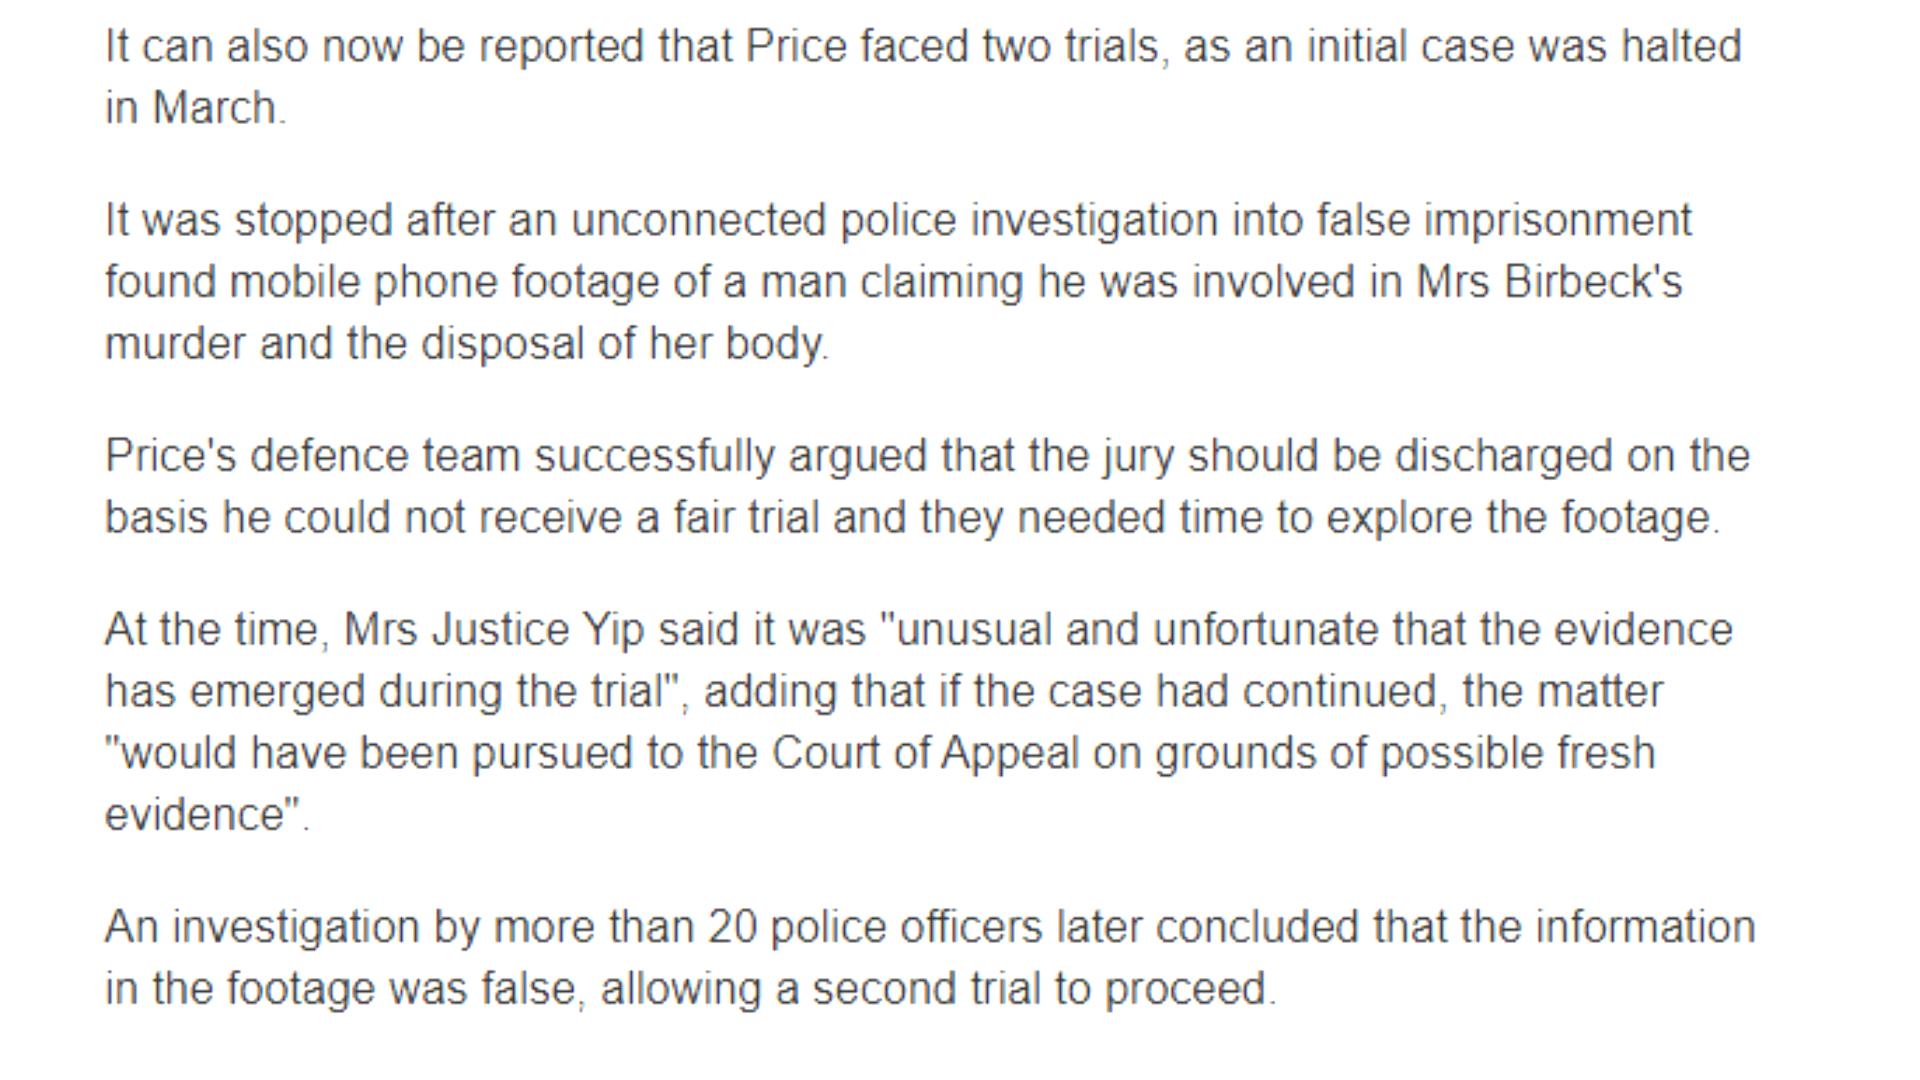 It can also now be reported that Price faced two trials, as an initial case was halted
in March.
It was stopped after an unconnected police investigation into false imprisonment
found mobile phone footage of a man claiming he was involved in Mrs Birbeck's
murder and the disposal of her body.
Price's defence team successfully argued that the jury should be discharged on the
basis he could not receive a fair trial and they needed time to explore the footage.
At the time, Mrs Justice Yip said it was "unusual and unfortunate that the evidence
has emerged during the trial", adding that if the case had continued, the matter
"would have been pursued to the Court of Appeal on grounds of possible fresh
evidence".
An investigation by more than 20 police officers later concluded that the information
in the footage was false, allowing a second trial to proceed.